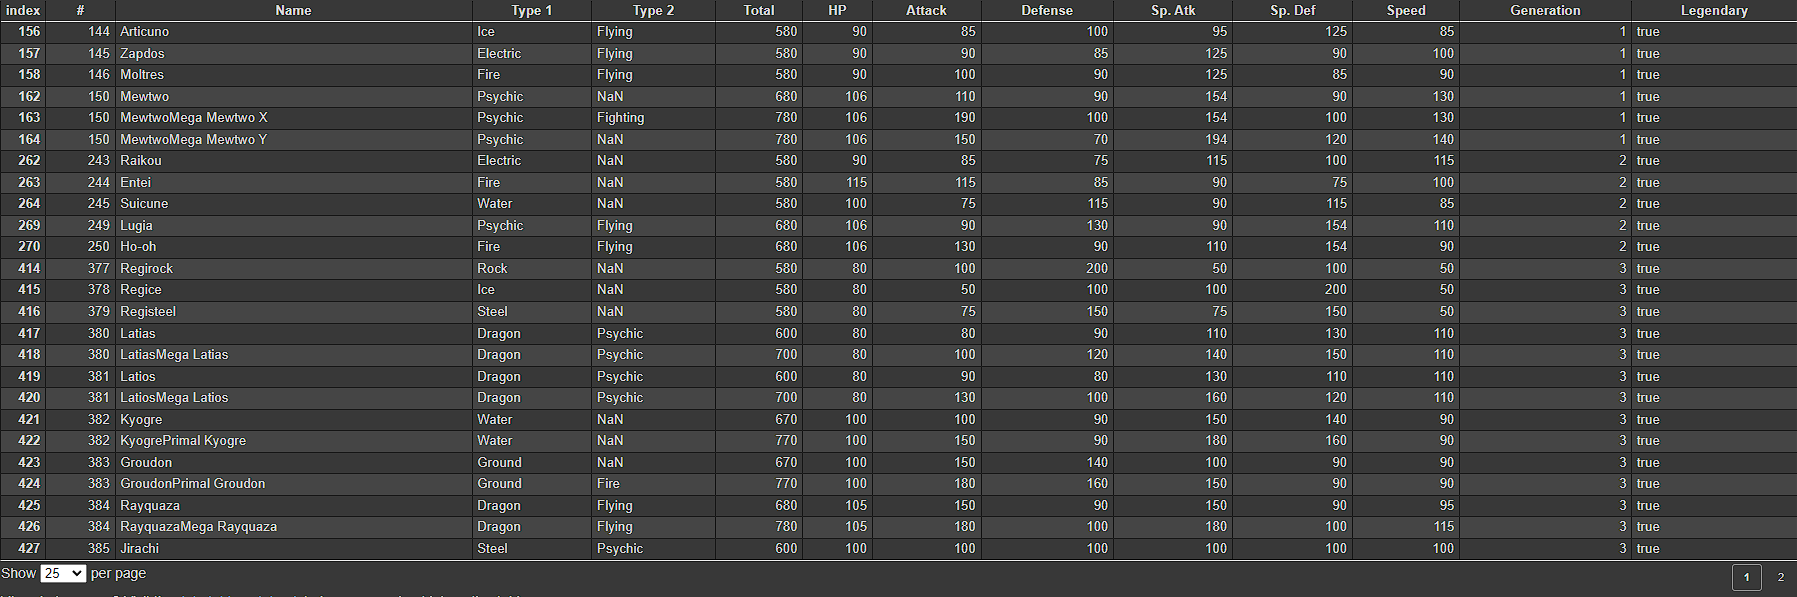 index # Name Type 1 Type 2 Total HP Attack Defense Sp. Atk Sp. Def Speed Generation Legendary
156 144 Articuno Ice Flying 580 90 85 100 95 125 85 1 true
157 145 Zapdos Electric Flying 580 90 90 85 125 90 100 1 true
158 146 Moltres Fire Flying 580 90 100 90 125 85 90 1 true
162 150 Mewtwo Psychic NaN 680 106 110 90 154 90 130 1 true
163 150 MewtwoMega Mewtwo X Psychic Fighting 780 106 190 100 154 100 130 1 true
164 150 MewtwoMega Mewtwo Y Psychic NaN 780 106 150 70 194 120 140 1 true
262 243 Raikou Electric NaN 580 90 85 75 115 100 115 2 true
263 244 Entei Fire NaN 580 115 115 85 90 75 100 2 true
264 245 Suicune Water NaN 580 100 75 115 90 115 85 2 true
269 249 Lugia Psychic Flying 680 106 90 130 90 154 110 2 true
270 250 Ho-oh Fire Flying 680 106 130 90 110 154 90 2 true
414 377 Regirock Rock NaN 580 80 100 200 50 100 50 3 true
415 378 Regice Ice NaN 580 80 50 100 100 200 50 3 true
416 379 Registeel Steel NaN 580 80 75 150 75 150 50 3 true
417 380 Latias Dragon Psychic 600 80 80 90 110 130 110 3 true
418 380 LatiasMega Latias Dragon Psychic 700 80 100 120 140 150 110 3 true
419 381 Latios Dragon Psychic 600 80 90 80 130 110 110 3 true
420 381 LatiosMega Latios Dragon Psychic 700 80 130 100 160 120 110 3 true
421 382 Kyogre Water NaN 670 100 100 90 150 140 90 3 true
422 382 KyogrePrimal Kyogre Water NaN 770 100 150 90 180 160 90 3 true
423 383 Groudon Ground NaN 670 100 150 140 100 90 90 3 true
424 383 GroudonPrimal Groudon Ground Fire 770 100 180 160 150 90 90 3 true
425 384 Rayquaza Dragon Flying 680 105 150 90 150 90 95 3 true
426 384 RayquazaMega Rayquaza Dragon Flying 780 105 180 100 180 100 115 3 true
427 385 Jirachi Steel Psychic 600 100 100 100 100 100 100 3 true
Show 25 per page 1 2